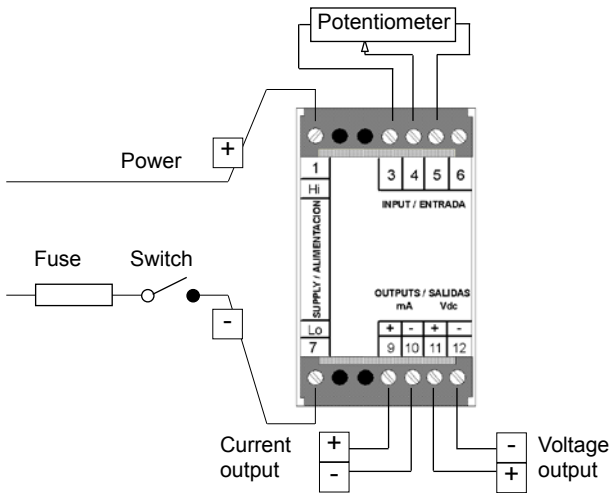 Potentiometer
+
Power
1
Hi
3 4 5 6
INPUT / ENTRADA
SUPPLY / ALIMENTACION
Fuse
Switch
-
OUTPUTS / SALIDAS
mA Vdc
Lo
+ - + -
7
9 10 11 12
Current
output
+
-
-
+
Voltage
output